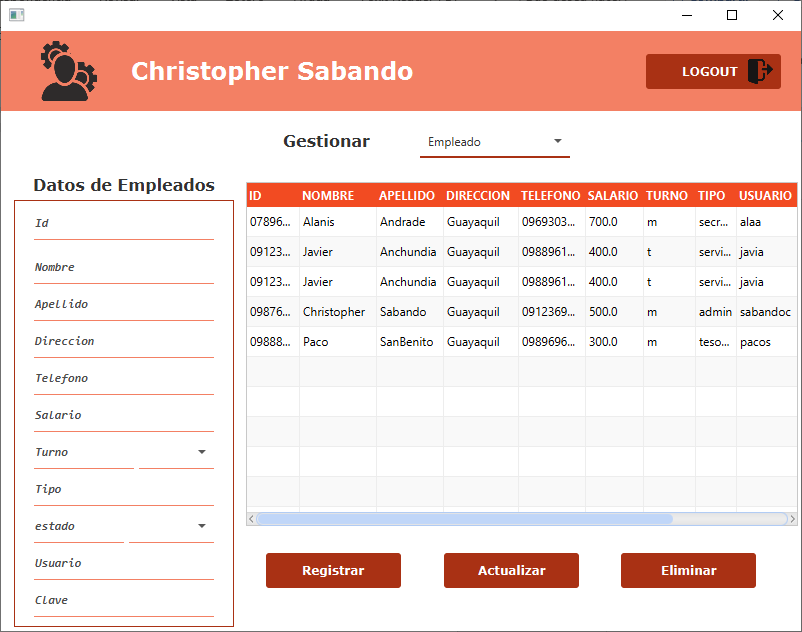 Christopher Sabando
LOGOUT
Gestionar Empleado
Datos de Empleados
Id
Nombre
Apellido
Direccion
Telefono
Salario
Turno
Tipo
estado
Usuario
Clave
ID NOMBRE APELLIDO DIRECCION TELEFONO SALARIO TURNO TIPO USUARIO
07896... Alanis Andrade Guayaquil 0969303... 700.0 m secr... alaa
09123... Javier Anchundia Guayaquil 0988961... 400.0 t servi... javia
09123... Javier Anchundia Guayaquil 0988961... 400.0 t servi... javia
09876... Christopher Sabando Guayaquil 0912369... 500.0 m admin sabandoc
09888... Paco SanBenito Guayaquil 0989696... 300.0 m teso... pacos
Registrar Actualizar Eliminar